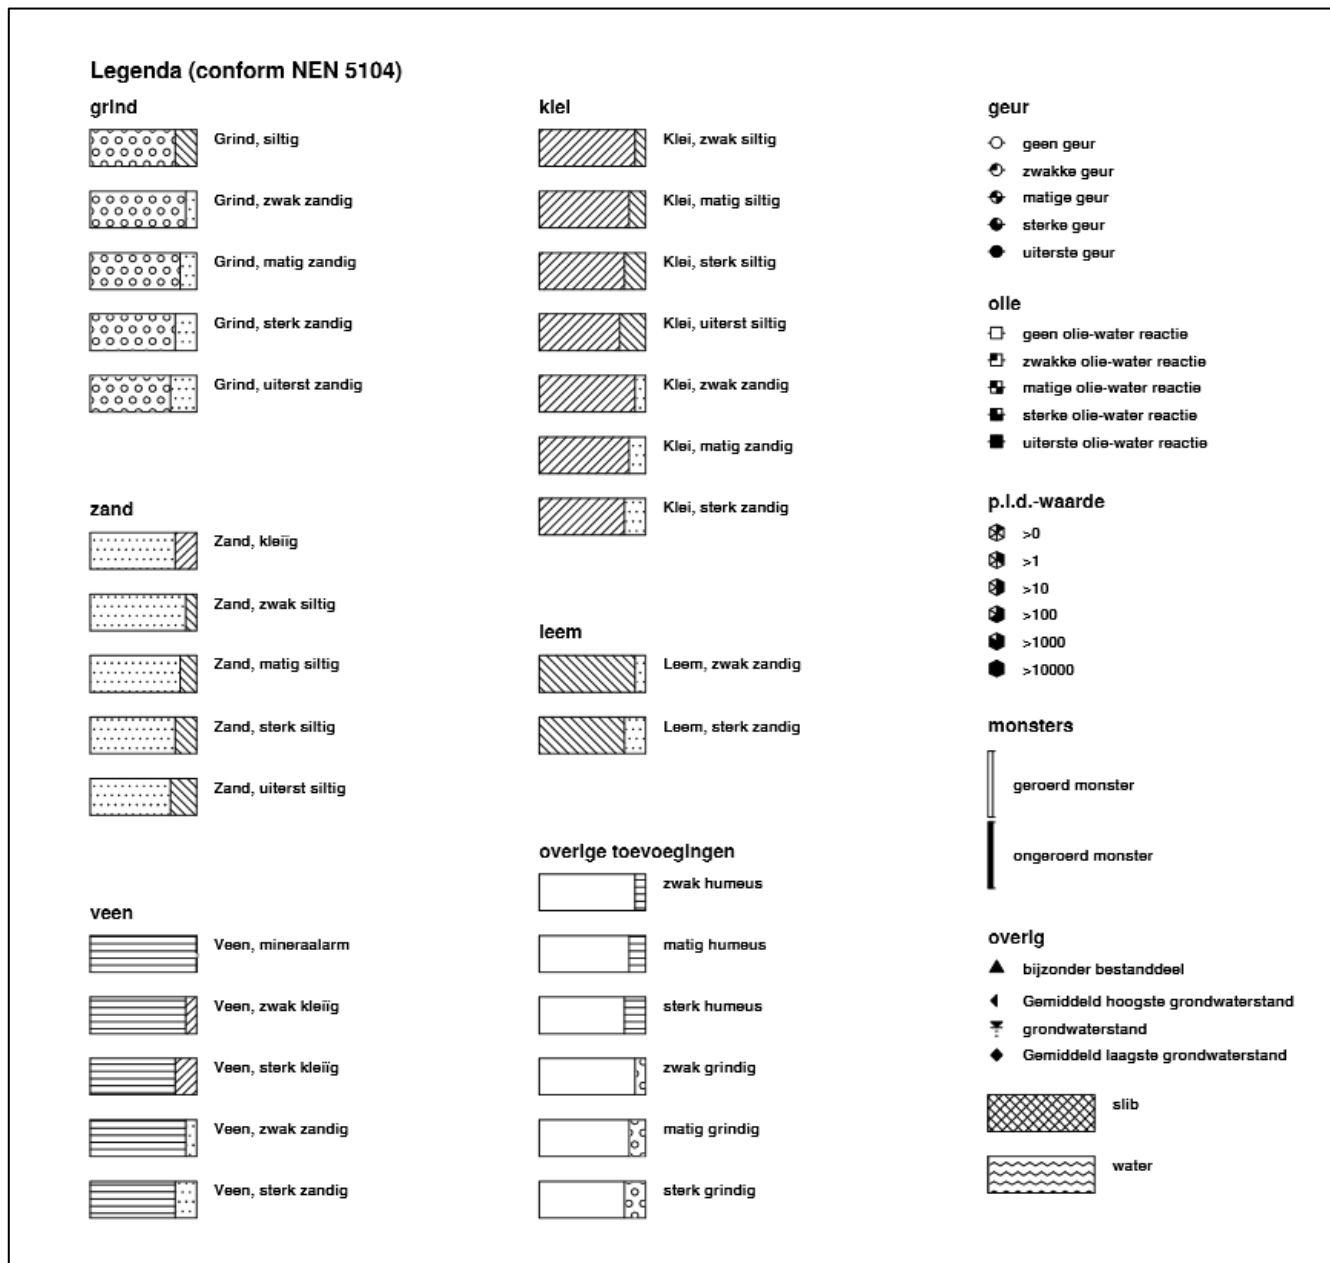 Legenda (conform NEN 5104)
grind
Grind, siltig
Grind, zwak zandig
Grind, matig zandig
Grind, sterk zandig
Grind, uiterst zandig
zand
Zand, kleiïg
Zand, zwak siltig
Zand, matig siltig
Zand, sterk siltig
Zand, uiterst siltig
veen
Veen, mineraalarm
Veen, zwak kleiïg
Veen, sterk kleiïg
Veen, zwak zandig
Veen, sterk zandig
klei
Klei, zwak siltig
Klei, matig siltig
Klei, sterk siltig
Klei, uiterst siltig
Klei, zwak zandig
Klei, matig zandig
Klei, sterk zandig
leem
Leem, zwak zandig
Leem, sterk zandig
overige toevoegingen
zwak humeus
matig humeus
sterk humeus
zwak grindig
matig grindig
sterk grindig
geur
geen geur
zwakke geur
matige geur
sterke geur
uiterste geur
olie
geen olie-water reactie
zwakke olie-water reactie
matige olie-water reactie
sterke olie-water reactie
uiterste olie-water reactie
p.i.d.-waarde
>0
>1
>10
>100
>1000
>10000
monsters
geroerd monster
ongeroerd monster
overig
bijzonder bestanddeel
Gemiddeld hoogste grondwaterstand
grondwaterstand
Gemiddeld laagste grondwaterstand
slib
water